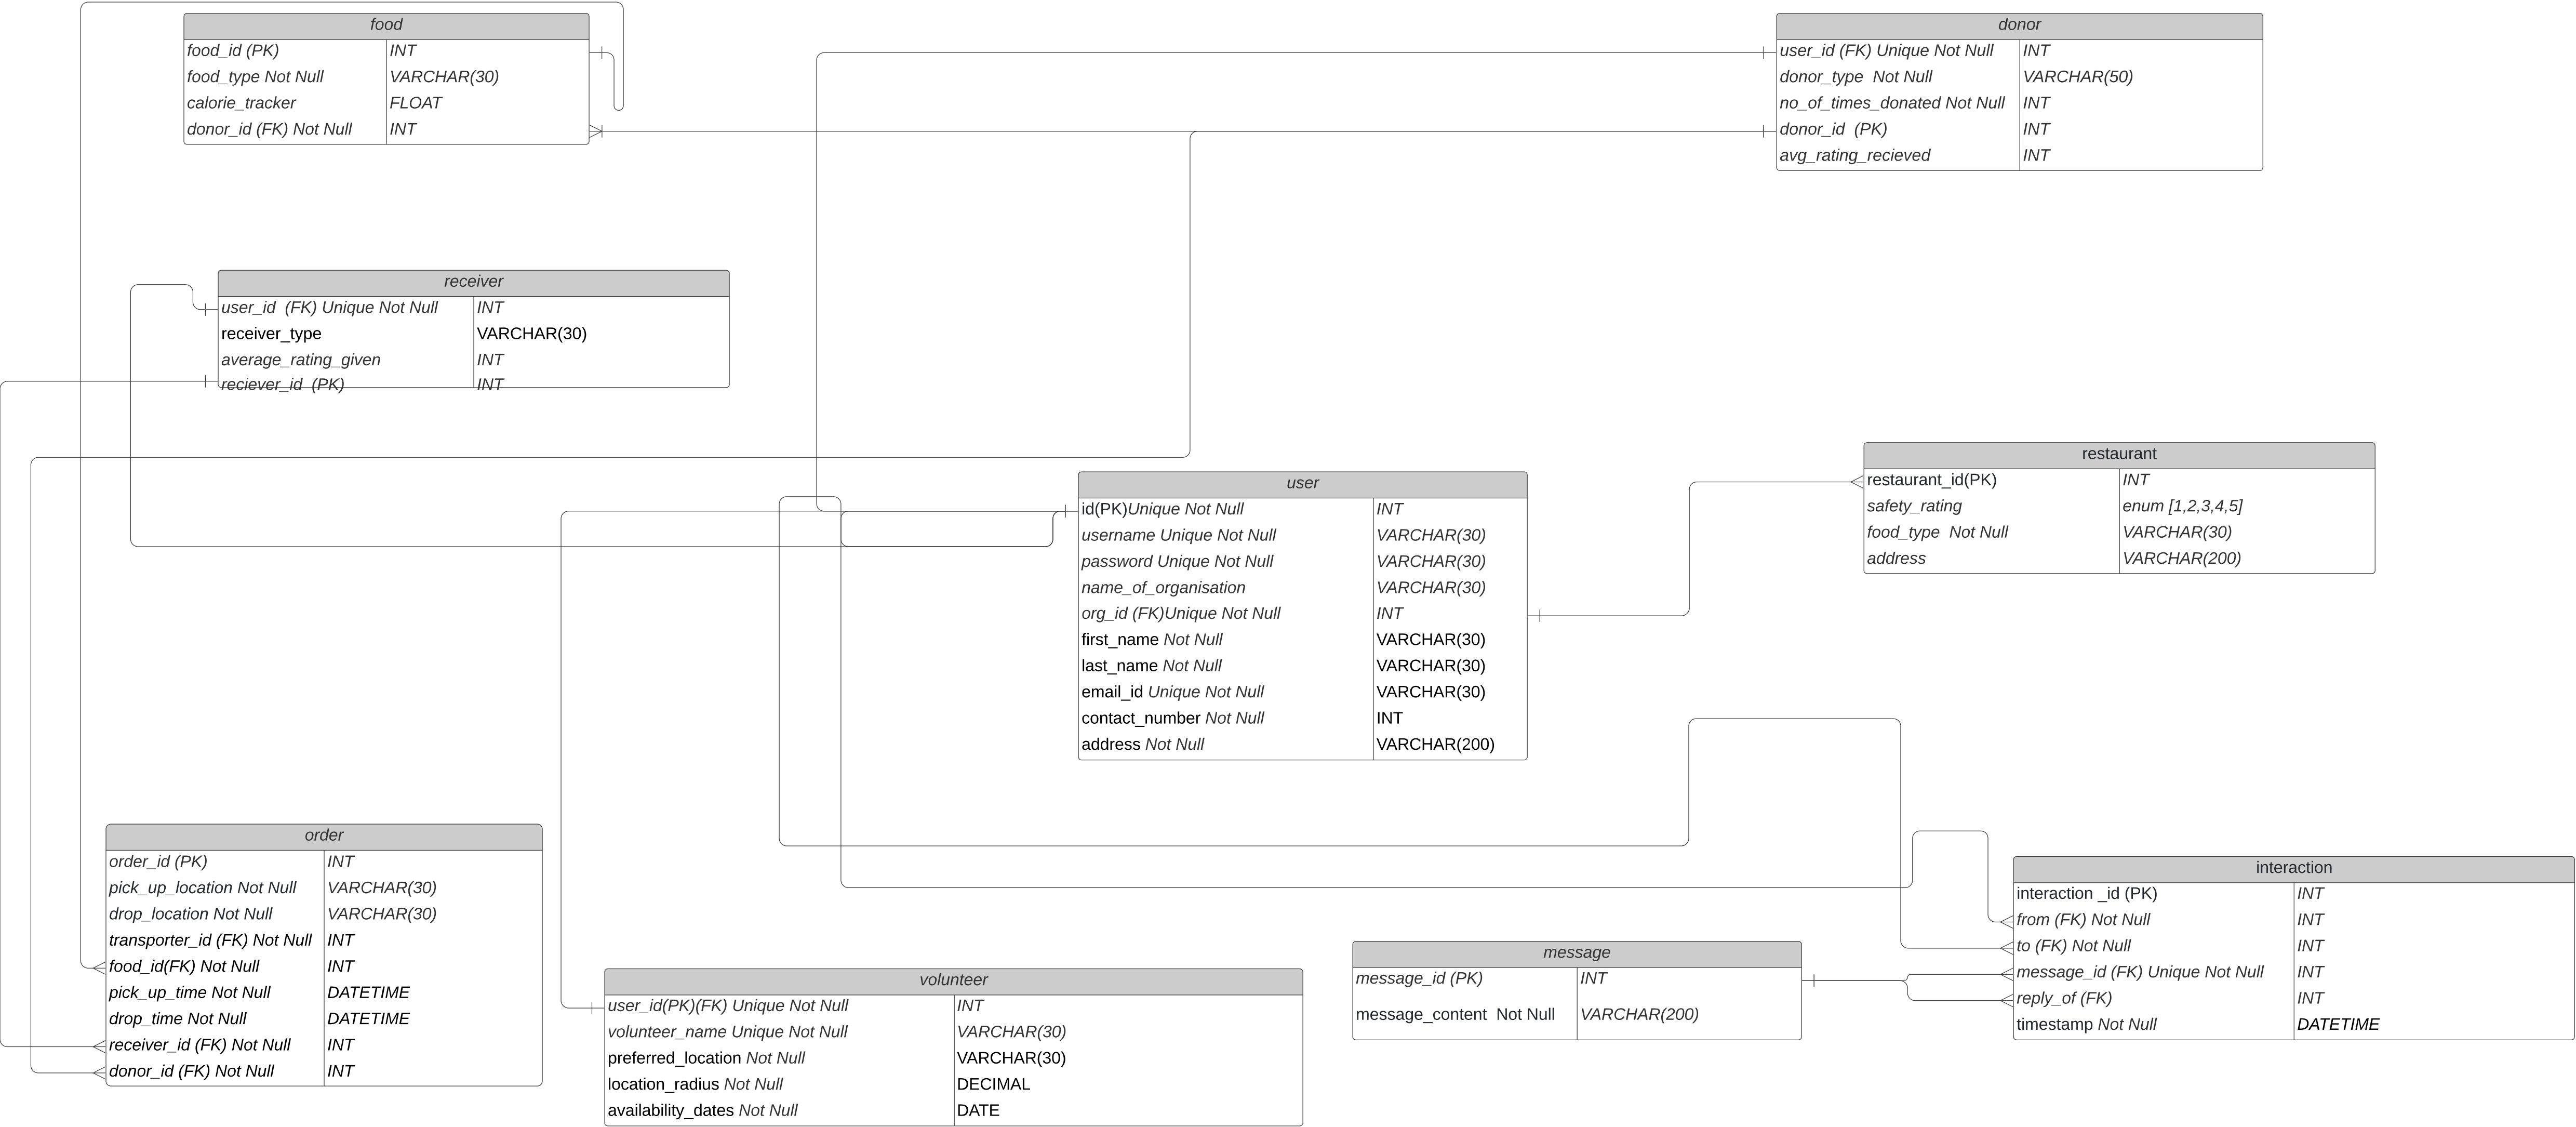 food
food_id (PK) INT
food_type Not Null VARCHAR(30)
calorie_tracker FLOAT
donor_id (FK) Not Null INT
donor
user_id (FK) Unique Not Null INT
donor_type  Not Null VARCHAR(50)
no_of_times_donated Not Null INT
donor_id  (PK) INT
avg_rating_recieved INT
receiver
user_id  (FK) Unique Not Null INT
receiver_type VARCHAR(30)
average_rating_given INT
reciever_id  (PK) INT
user
id(PK)Unique Not Null INT
username Unique Not Null VARCHAR(30)
password Unique Not Null VARCHAR(30)
name_of_organisation VARCHAR(30)
org_id (FK)Unique Not Null INT
first_name Not Null VARCHAR(30)
last_name Not Null VARCHAR(30)
email_id Unique Not Null VARCHAR(30)
contact_number Not Null INT
address Not Null VARCHAR(200)
restaurant
restaurant_id(PK) INT
safety_rating enum [1,2,3,4,5]
food_type  Not Null VARCHAR(30)
address VARCHAR(200)
order
order_id (PK) INT
pick_up_location Not Null VARCHAR(30)
drop_location Not Null VARCHAR(30)
transporter_id (FK) Not Null INT
food_id(FK) Not Null INT
pick_up_time Not Null DATETIME
drop_time Not Null DATETIME
receiver_id (FK) Not Null INT
donor_id (FK) Not Null INT
volunteer
user_id(PK)(FK) Unique Not Null INT
volunteer_name Unique Not Null VARCHAR(30)
preferred_location Not Null VARCHAR(30)
location_radius Not Null DECIMAL
availability_dates Not Null DATE
message
message_id (PK) INT
message_content  Not Null VARCHAR(200)
interaction
interaction _id (PK) INT
from (FK) Not Null INT
to (FK) Not Null INT
message_id (FK) Unique Not Null INT
reply_of (FK) INT
timestamp Not Null DATETIME